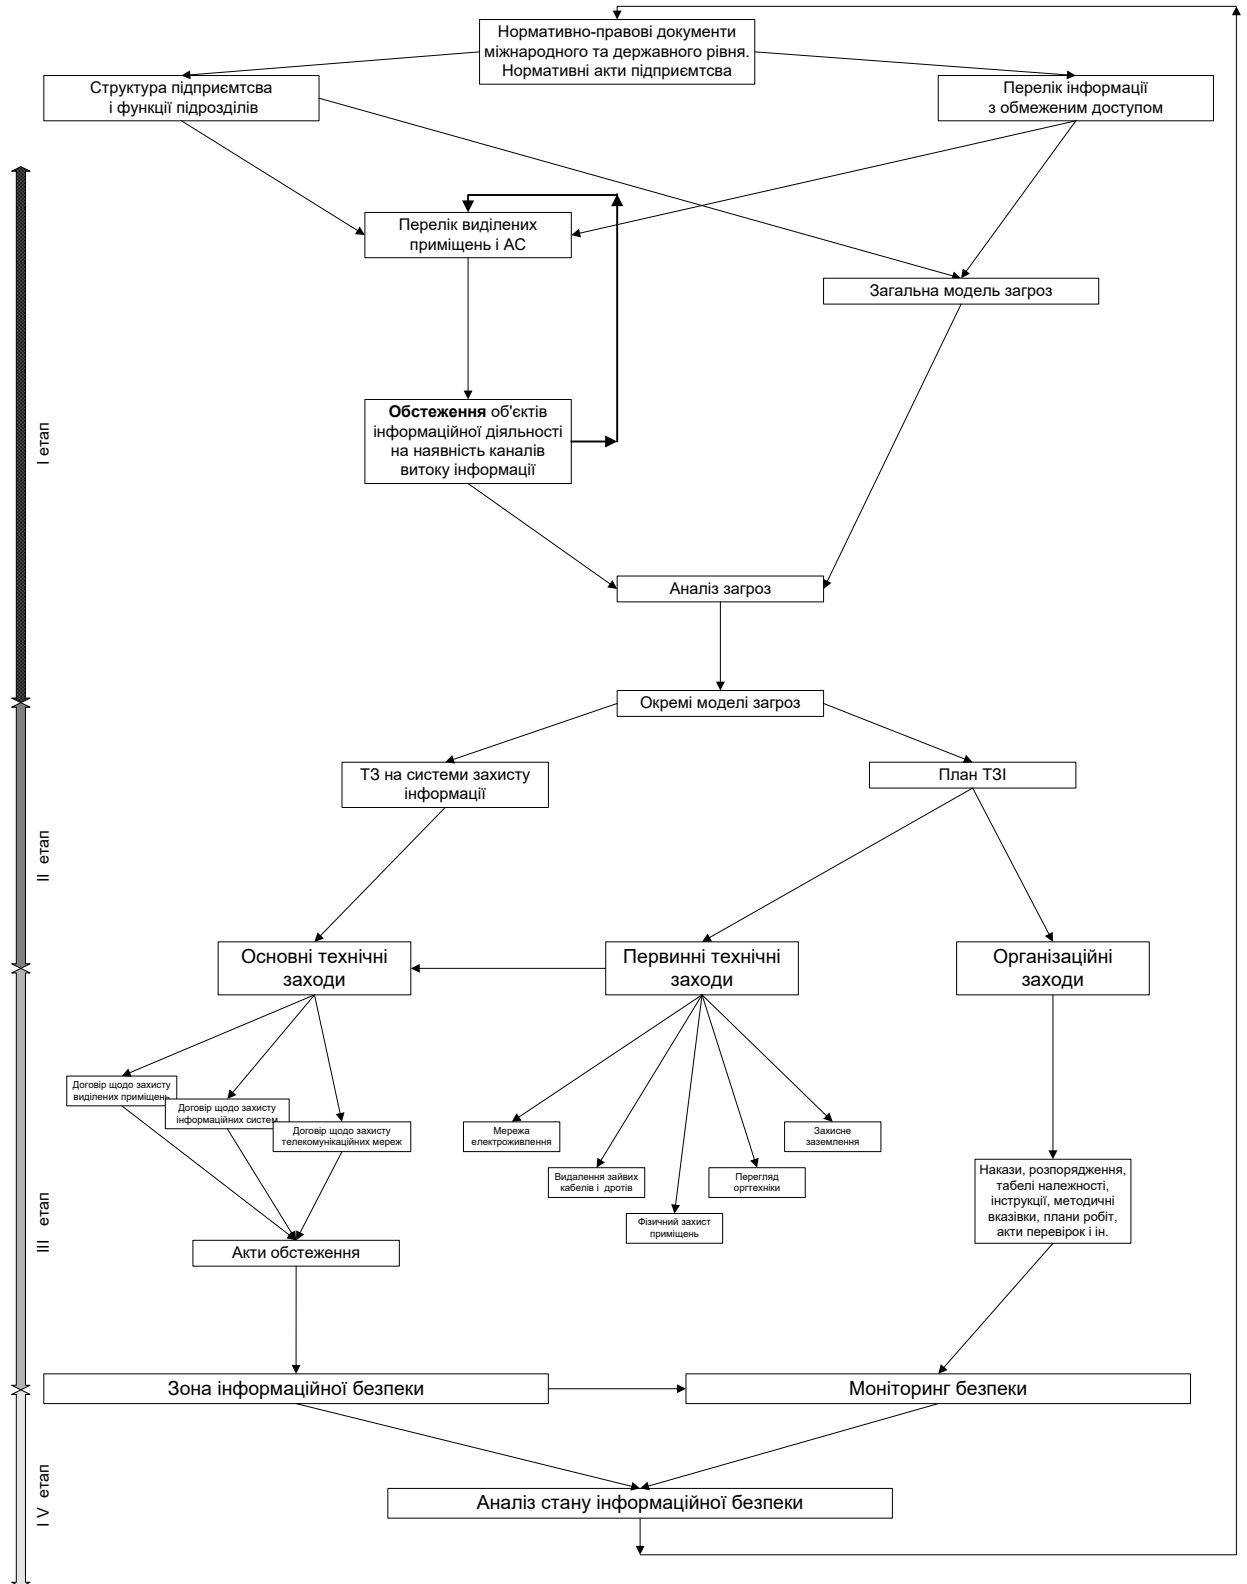 Нормативно-правові документи
міжнародного та державного рівня.
Нормативні акти підприємтсва
Структура підприємтсва
і функції підрозділів
Перелік інформації
з обмеженим доступом
Перелік виділених
приміщень і АС
Загальна модель загроз
І етап
Обстеження об'єктів
інформаційної діяльності
на наявність каналів
витоку інформації
Аналіз загроз
Окремі моделі загроз
ТЗ на системи захисту
інформації
План ТЗІ
ІІ етап
Основні технічні
заходи
Первинні технічні
заходи
Організаційні
заходи
Договір щодо захисту
виділених приміщень
Договір щодо захисту
інформаційних систем
Договір щодо захисту
телекомунікаційних мереж
Мережа
електроживлення
Захисне
заземлення
Видалення зайвих
кабелів і дротів
Перегляд
оргтехніки
Фізичний захист
приміщень
Накази, розпорядження,
табелі належності,
інструкції, методичні
вказівки, плани робіт,
акти перевірок і ін.
ІІІ етап
Акти обстеження
Зона інформаційної безпеки
Моніторинг безпеки
І V етап
Аналіз стану інформаційної безпеки